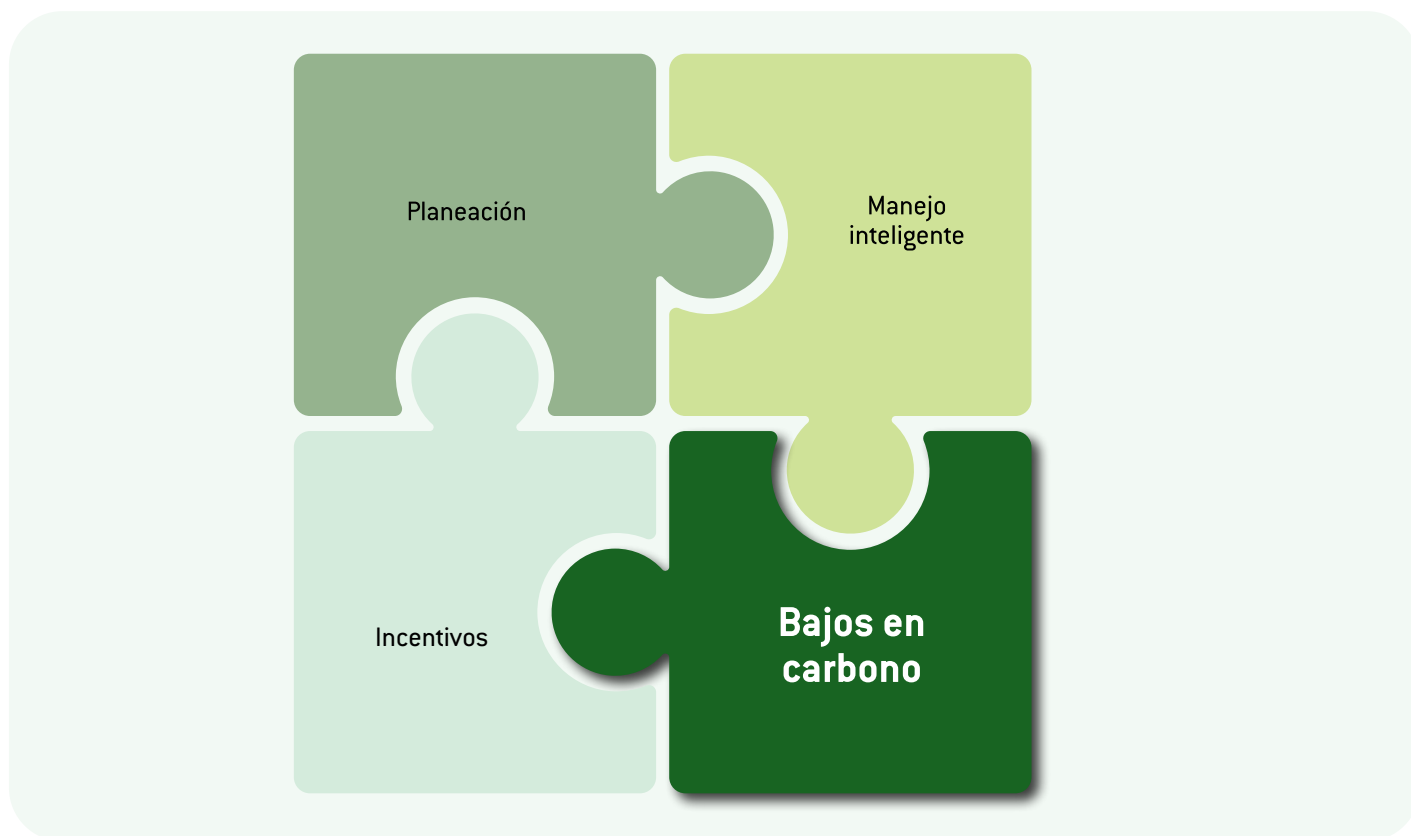 Planeación
Manejo
inteligente
Incentivos
Bajos en
carbono